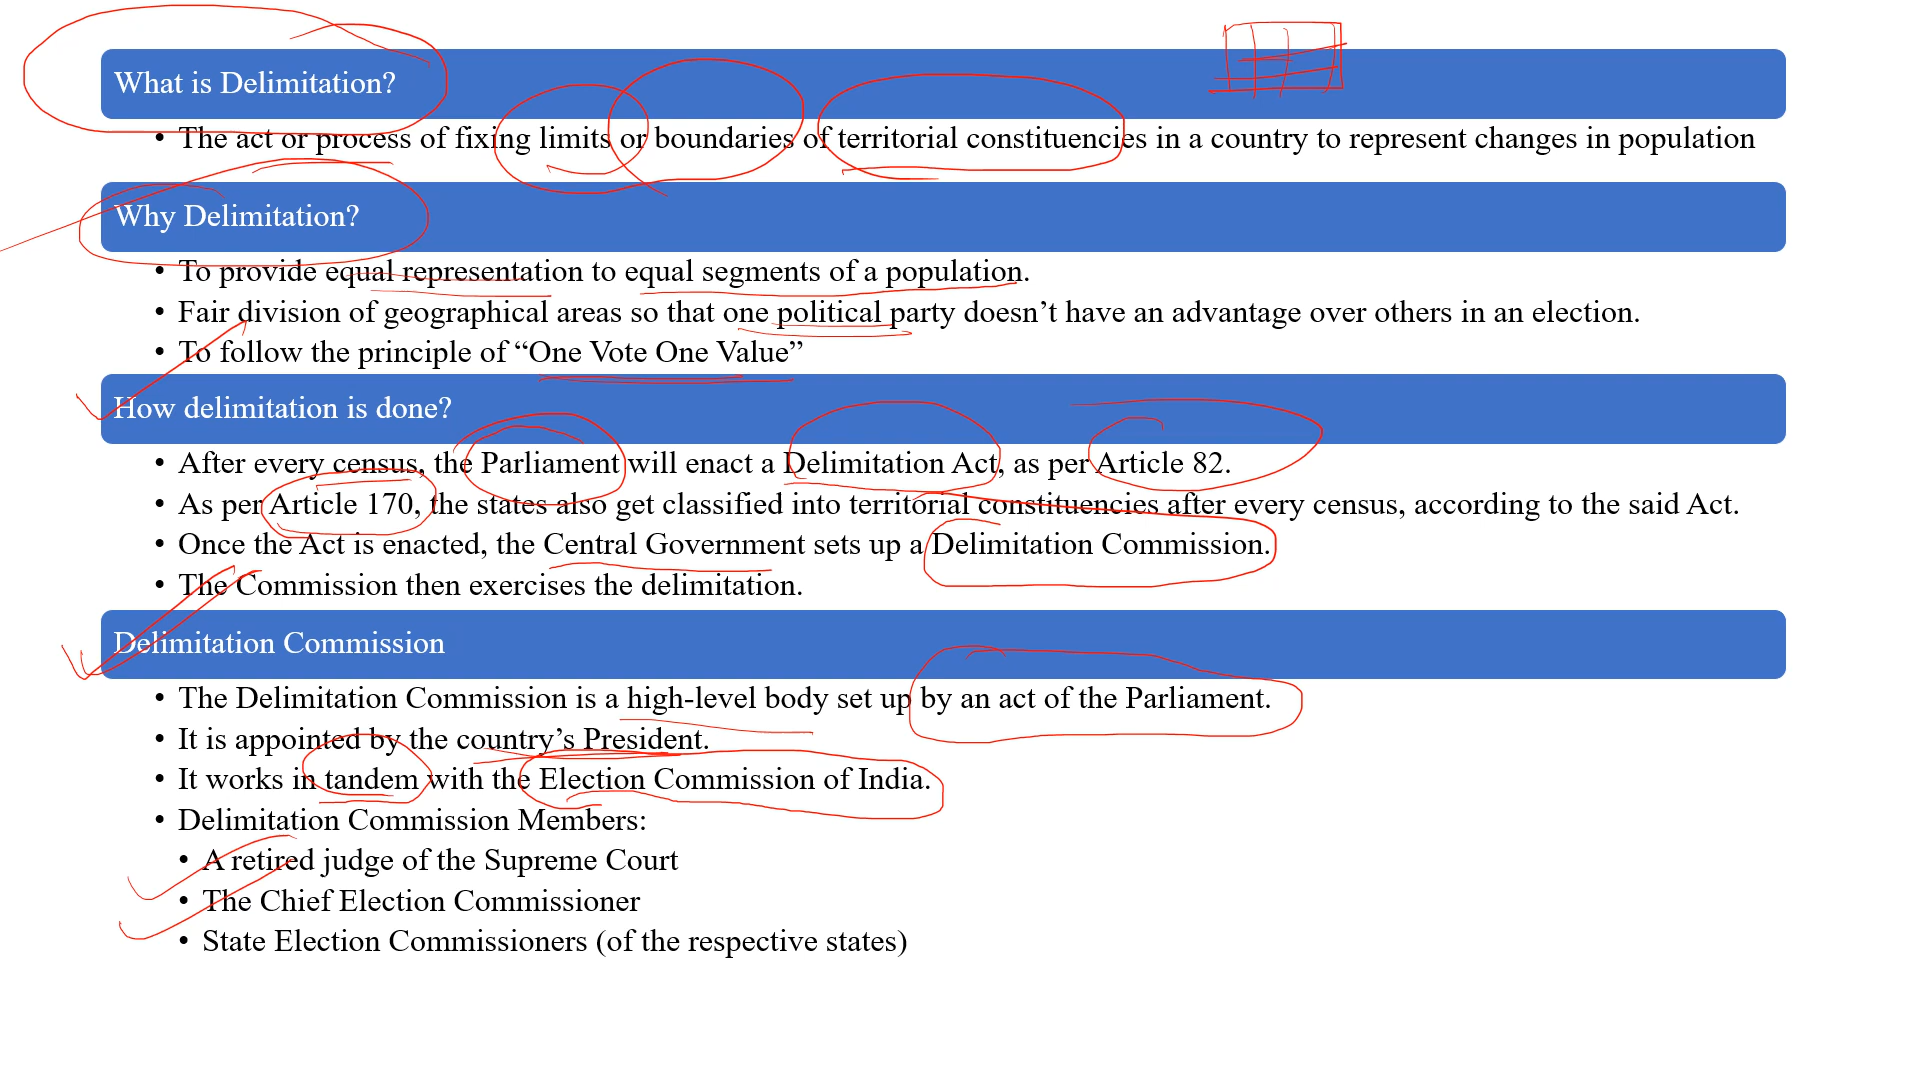 What is Delimitation?
• The act or process of fixing limits or boundaries of territorial constituencies in a country to represent changes in population
Why Delimitation?
• To provide equal representation to equal segments of a population.
• Fair division of geographical areas so that one political party doesn’t have an advantage over others in an election.
• To follow the principle of “One Vote One Value”
How delimitation is done?
• After every census, the Parliament will enact a Delimitation Act, as per Article 82.
• As per Article 170, the states also get classified into territorial constituencies after every census, according to the said Act.
• Once the Act is enacted, the Central Government sets up a Delimitation Commission.
• The Commission then exercises the delimitation.
Delimitation Commission
• The Delimitation Commission is a high-level body set up by an act of the Parliament.
• It is appointed by the country’s President.
• It works in tandem with the Election Commission of India.
• Delimitation Commission Members:
• A retired judge of the Supreme Court
• The Chief Election Commissioner
• State Election Commissioners (of the respective states)